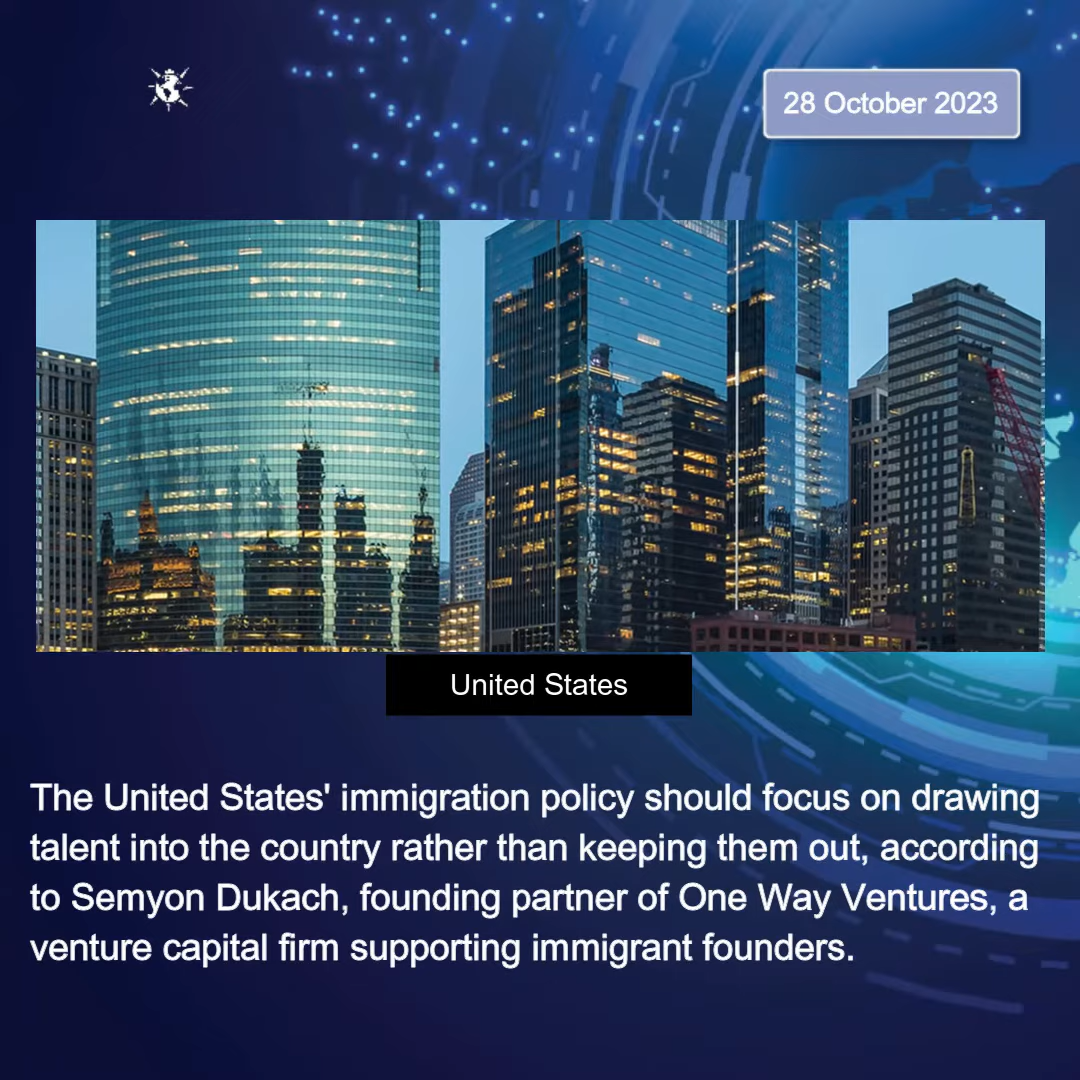 28 October 2023
United States
The United States' immigration policy should focus on drawing
talent into the country rather than keeping them out, according
to Semyon Dukach, founding partner of One Way Ventures, a
venture capital firm supporting immigrant founders.